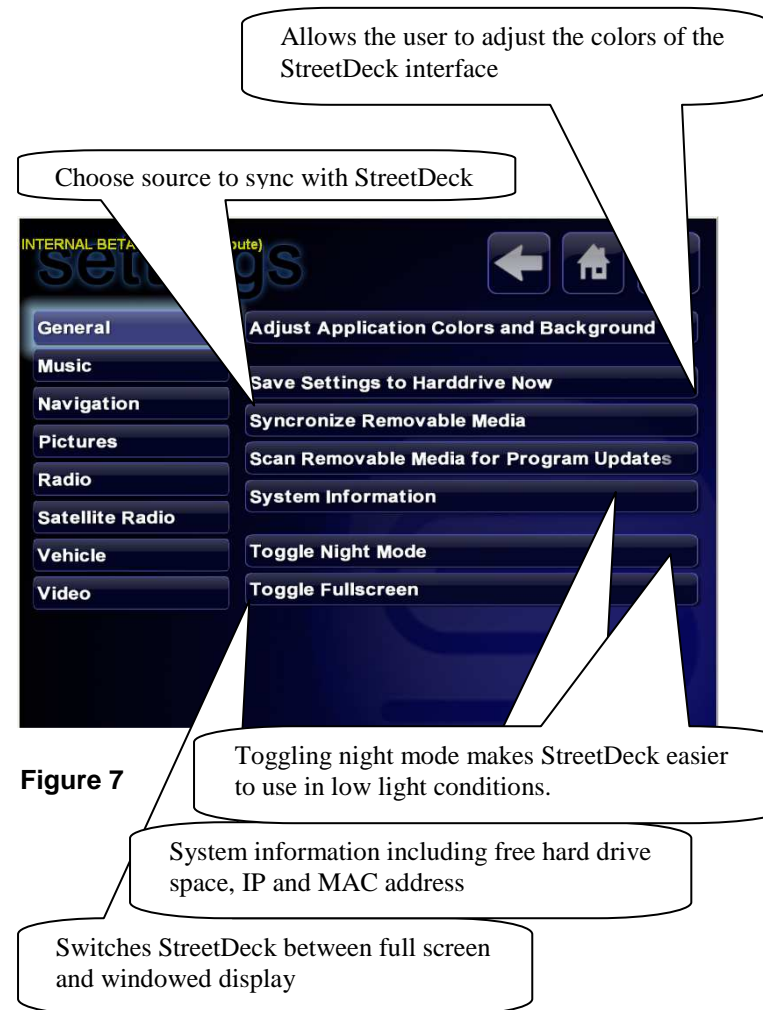 Allows the user to adjust the colors of the
StreetDeck interface
Choose source to sync with StreetDeck
INTERNAL BETA
General
Adjust Application Colors and Background
Music
Save Settings to Harddrive Now
Navigation
Syncronize Removable Media
Pictures
Scan Removable Media for Program Updates
Radio
System Information
Satellite Radio
Vehicle
Toggle Night Mode
Video
Toggle Fullscreen
Figure 7
Toggling night mode makes StreetDeck easier
to use in low light conditions.
System information including free hard drive
space, IP and MAC address
Switches StreetDeck between full screen
and windowed display